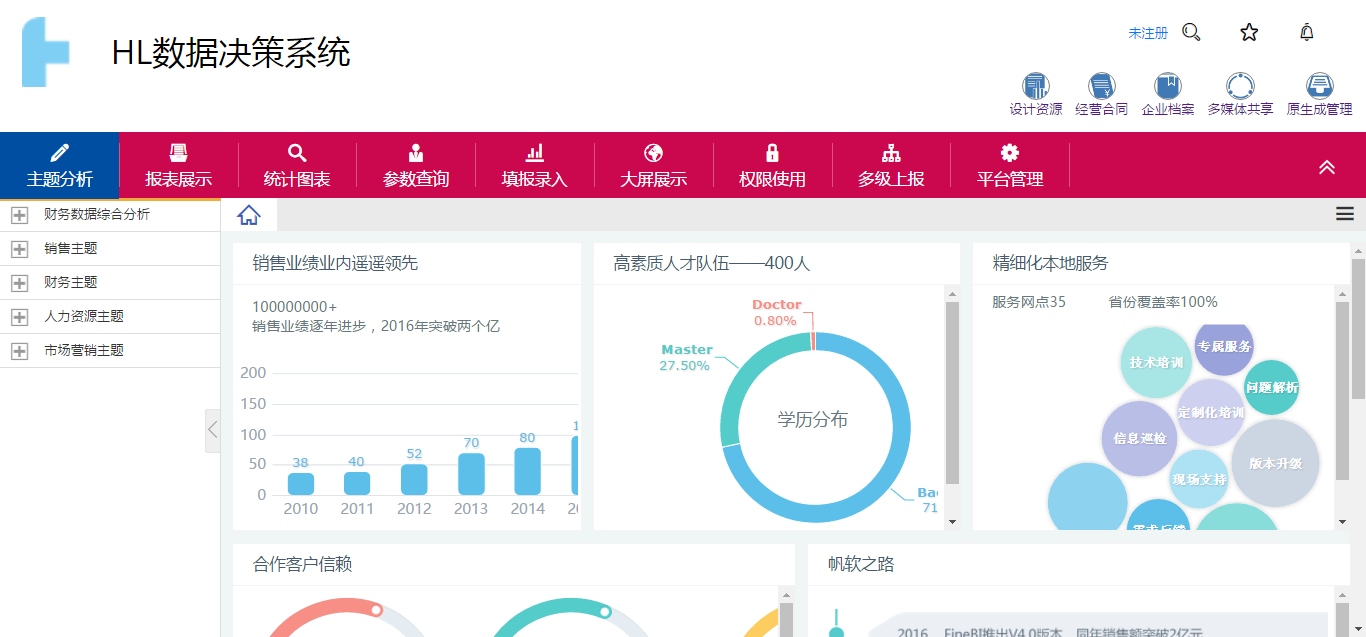 HL数据决策系统
未注册
设计资源 经营合同 企业档案 多媒体共享 原生成管理
主题分析 报表展示 统计图表 参数查询 填报录入 大屏展示 权限使用 多级上报 平台管理
财务数据综合分析
销售主题
财务主题
人力资源主题
市场营销主题
销售业绩业内遥遥领先
100000000+
销售业绩逐年进步，2016年突破两个亿
200
150
100
50
0
38 40 52 70 80
2010 2011 2012 2013 2014
高素质人才队伍——400人
Doctor
0.80%
Master
27.50%
学历分布
精细化本地服务
服务网点35 省份覆盖率100%
专属服务
技术培训
问题解析
定制化培训
信息巡检
版本升级
现场支持
需求反馈
合作客户信赖
帆软之路
2016 FineBI推出V4.0版本，同年销售额突破2亿元